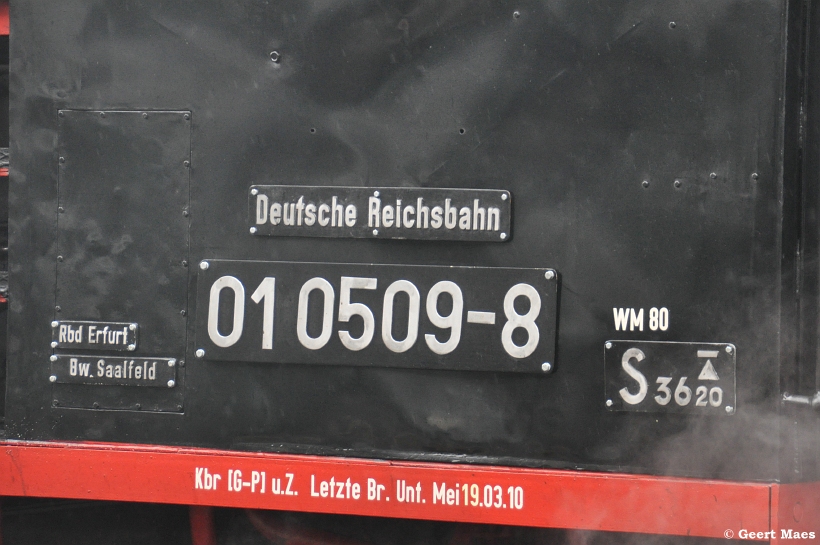 Deutsche Reichsbahn
01 0509-8
Rbd Erfurt
Bw. Saalfeld
WM 80
S 36 20
Kbr [G-P] u.Z. Letzte Br. Unt. Mei 19.03.10
© Geert Maes